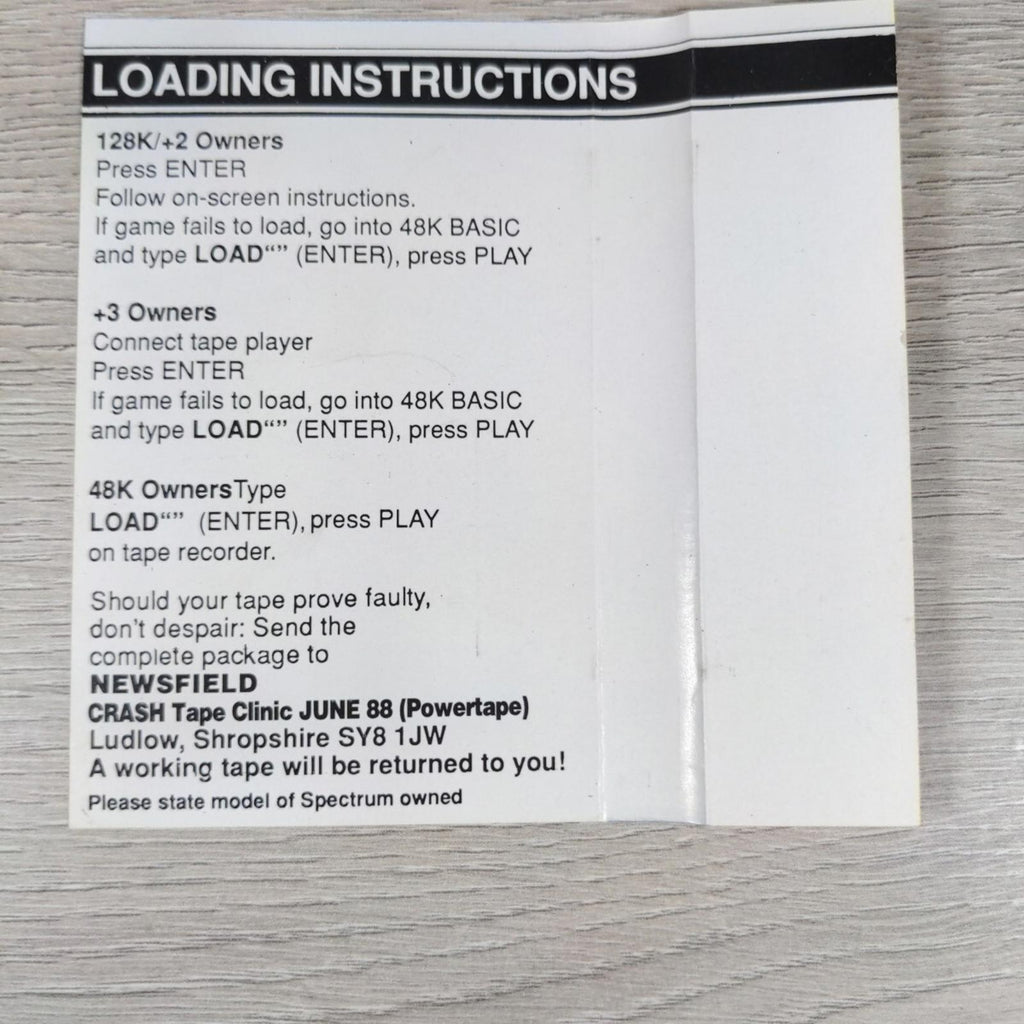 LOADING INSTRUCTIONS
128K/+2 Owners
Press ENTER
Follow on-screen instructions.
If game fails to load, go into 48K BASIC
and type LOAD“” (ENTER), press PLAY
+3 Owners
Connect tape player
Press ENTER
If game fails to load, go into 48K BASIC
and type LOAD“” (ENTER), press PLAY
48K OwnersType
LOAD“” (ENTER), press PLAY
on tape recorder.
Should your tape prove faulty,
don't despair: Send the
complete package to
NEWSFIELD
CRASH Tape Clinic JUNE 88 (Powertape)
Ludlow, Shropshire SY8 1JW
A working tape will be returned to you!
Please state model of Spectrum owned